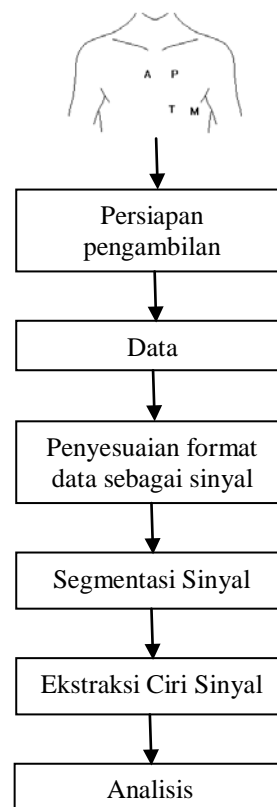 A P
T M
Persiapan
pengambilan
Data
Penyesuaian format
data sebagai sinyal
Segmentasi Sinyal
Ekstraksi Ciri Sinyal
Analisis